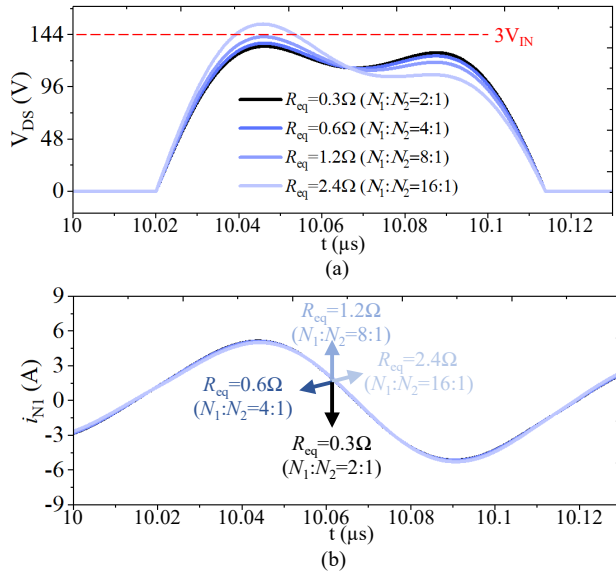 144
96
48
0
V_DS (V)
3V_IN
R_eq=0.3Ω (N_1:N_2=2:1)
R_eq=0.6Ω (N_1:N_2=4:1)
R_eq=1.2Ω (N_1:N_2=8:1)
R_eq=2.4Ω (N_1:N_2=16:1)
10 10.02 10.04 10.06 10.08 10.1 10.12
t (µs)
(a)
9
6
3
0
-3
-6
-9
i_N1 (A)
R_eq=1.2Ω
(N_1:N_2=8:1)
R_eq=2.4Ω
(N_1:N_2=16:1)
R_eq=0.6Ω
(N_1:N_2=4:1)
R_eq=0.3Ω
(N_1:N_2=2:1)
10 10.02 10.04 10.06 10.08 10.1 10.12
t (µs)
(b)